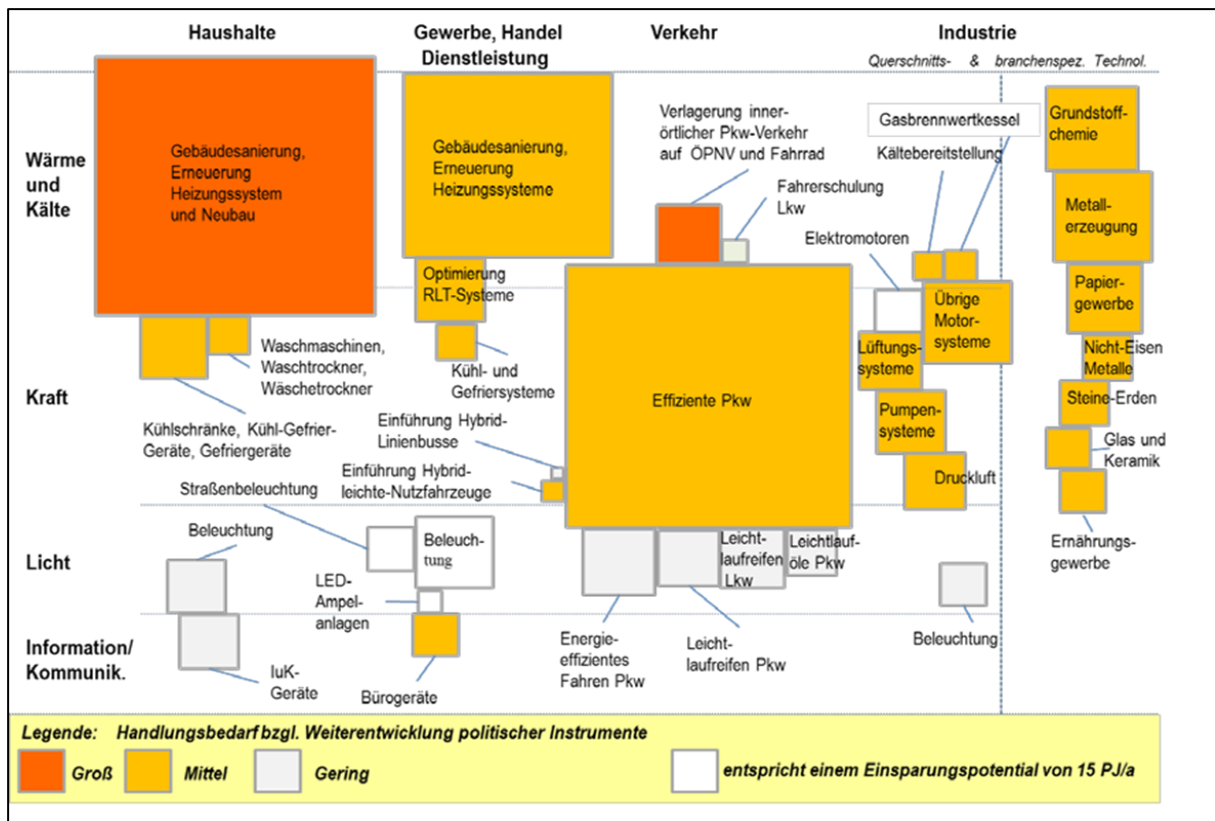 Haushalte
Gewerbe, Handel
Dienstleistung
Verkehr
Industrie
Querschnitts- & branchenspez. Technol.
Wärme
und
Kälte
Gebäudesanierung,
Erneuerung
Heizungssystem
und Neubau
Gebäudesanierung,
Erneuerung
Heizungssysteme
Verlagerung inner-
örtlicher Pkw-Verkehr
auf ÖPNV und Fahrrad
Fahrerschulung
Lkw
Gasbrennwertkessel
Kältebereitstellung
Elektromotoren
Grundstoff-
chemie
Metall-
erzeugung
Optimierung
RLT-Systeme
Übrige
Motor-
systeme
Papier-
gewerbe
Kraft
Waschmaschinen,
Waschtrockner,
Wäschetrockner
Kühl- und
Gefriersysteme
Effiziente Pkw
Lüftungs-
systeme
Nicht-Eisen
Metalle
Steine-Erden
Kühlschränke, Kühl-Gefrier-
Geräte, Gefriergeräte
Einführung Hybrid-
Linienbusse
Einführung Hybrid-
leichte-Nutzfahrzeuge
Pumpen-
systeme
Druckluft
Glas und
Keramik
Ernährungs-
gewerbe
Licht
Straßenbeleuchtung
Beleuchtung
Beleuch-
tung
LED-
Ampel-
anlagen
Leicht-
laufreifen
Lkw
Leichtlauf-
öle Pkw
Information/
Kommunik.
IuK-
Geräte
Bürogeräte
Energie-
effizientes
Fahren Pkw
Leicht-
laufreifen Pkw
Beleuchtung
Legende: Handlungsbedarf bzgl. Weiterentwicklung politischer Instrumente
Groß
Mittel
Gering
entspricht einem Einsparungspotential von 15 PJ/a